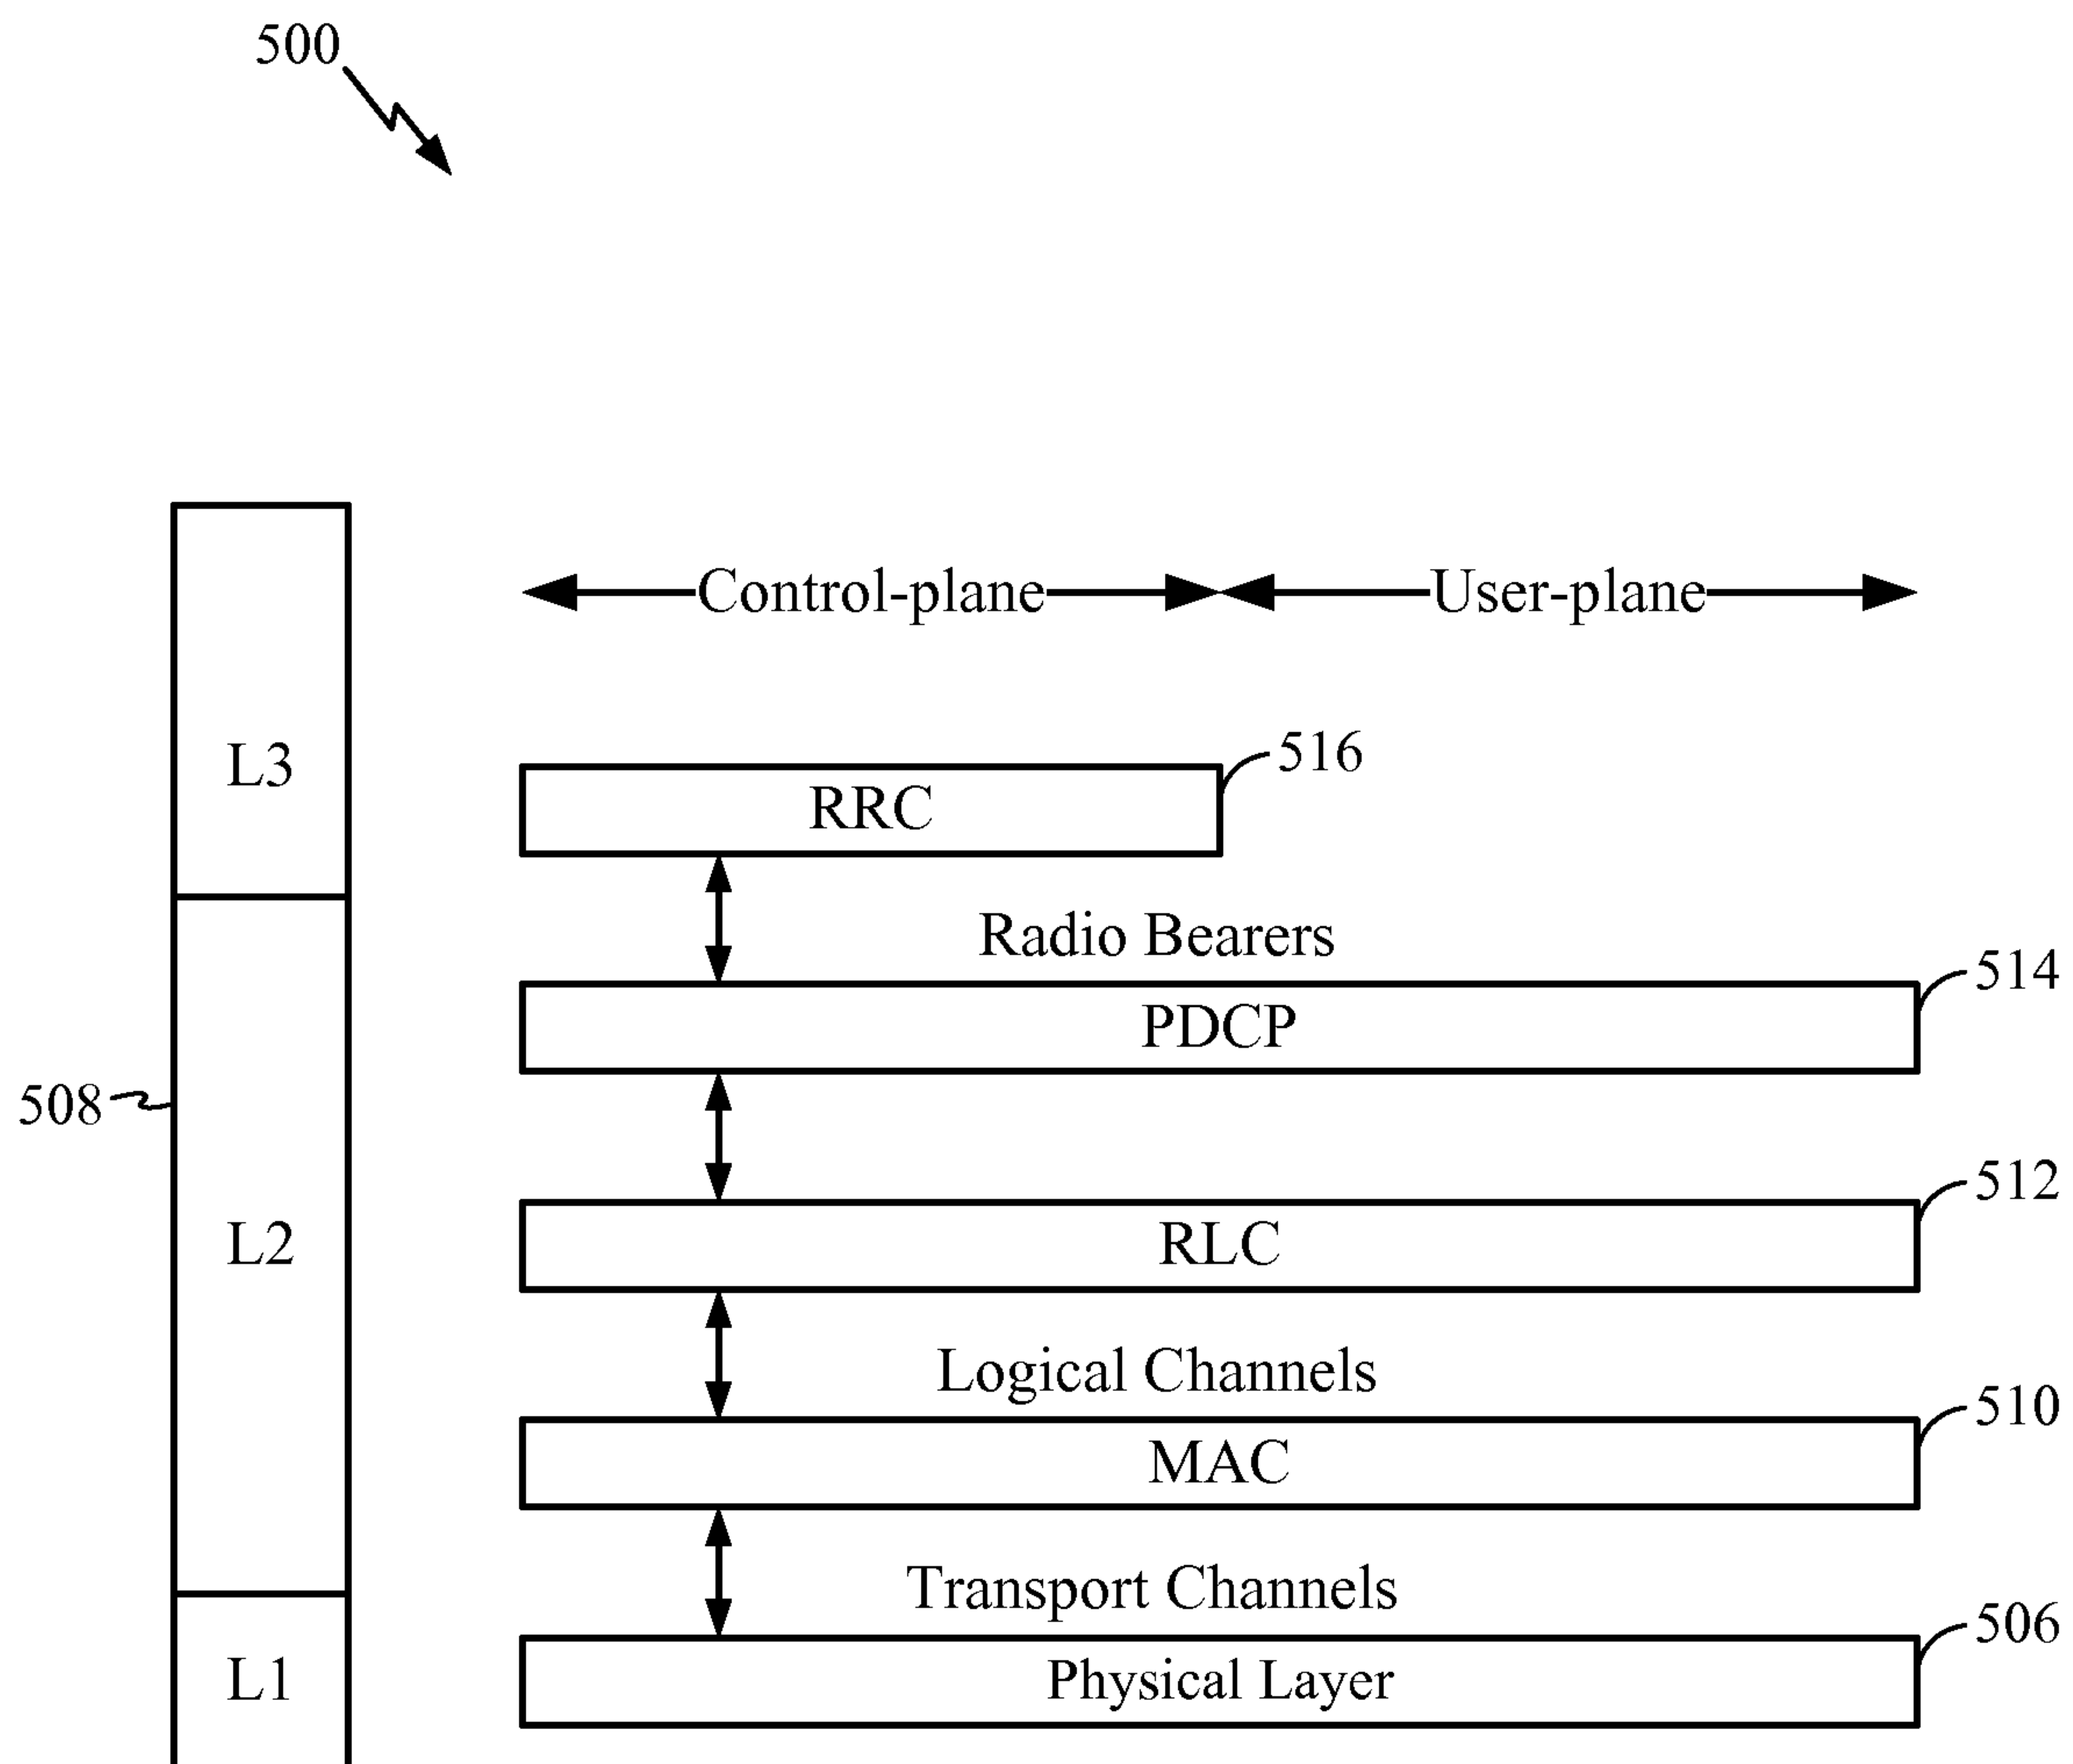 500
Control-plane
User-plane
L3
516
RRC
Radio Bearers
514
PDCP
508
512
L2
RLC
Logical Channels
510
MAC
Transport Channels
506
L1
Physical Layer